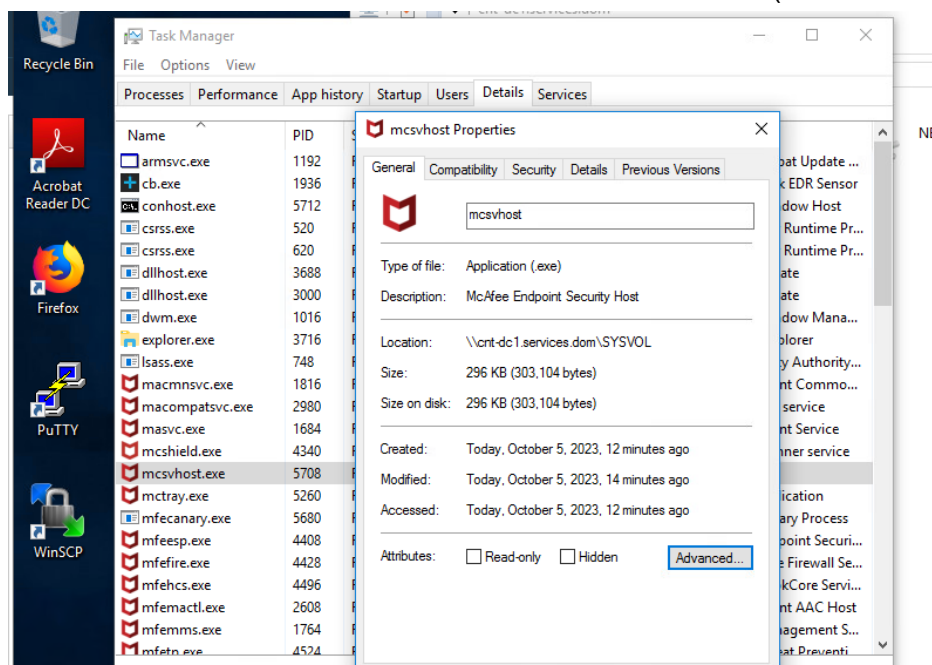 Recycle Bin
Acrobat
Reader DC
Firefox
PuTTY
WinSCP
Task Manager
File Options View
Processes Performance App history Startup Users Details Services
Name PID
armsvc.exe 1192 bat Update ...
cb.exe 1936 k EDR Sensor
conhost.exe 5712 dow Host
csrss.exe 520 Runtime Pr...
csrss.exe 620 Runtime Pr...
dllhost.exe 3688 ate
dllhost.exe 3000 ate
dwm.exe 1016 dow Mana...
explorer.exe 3716 plorer
lsass.exe 748 y Authority...
macmnsvc.exe 1816 nt Commo...
macompatsvc.exe 2980 service
masvc.exe 1684 nt Service
mcshield.exe 4340 nner service
mcsvhost.exe 5708
mctray.exe 5260 ication
mfecanary.exe 5680 ary Process
mfeesp.exe 4408 point Securi...
mfefire.exe 4428 e Firewall Se...
mfehcs.exe 4496 kCore Servi...
mfemactl.exe 2608 nt AAC Host
mfemms.exe 1764 nagement S...
mfetp.exe 4524 eat Preventi...
mcsvhost Properties
General Compatibility Security Details Previous Versions
mcsvhost
Type of file: Application (.exe)
Description: McAfee Endpoint Security Host
Location: \\cnt-dc1.services.dom\SYSVOL
Size: 296 KB (303,104 bytes)
Size on disk: 296 KB (303,104 bytes)
Created: Today, October 5, 2023, 12 minutes ago
Modified: Today, October 5, 2023, 14 minutes ago
Accessed: Today, October 5, 2023, 12 minutes ago
Attributes: Read-only Hidden Advanced...